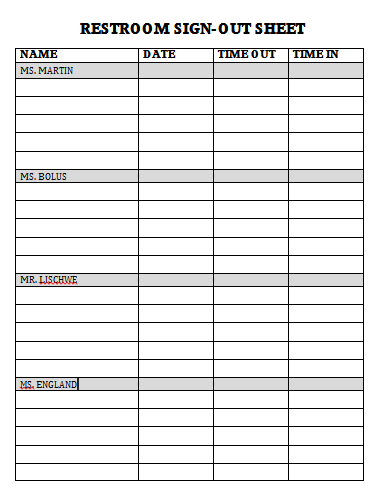 RESTROOM SIGN-OUT SHEET
NAME DATE TIME OUT TIME IN
MS. MARTIN
MS. BOLUS
MR. LISCHWE
MS. ENGLAND